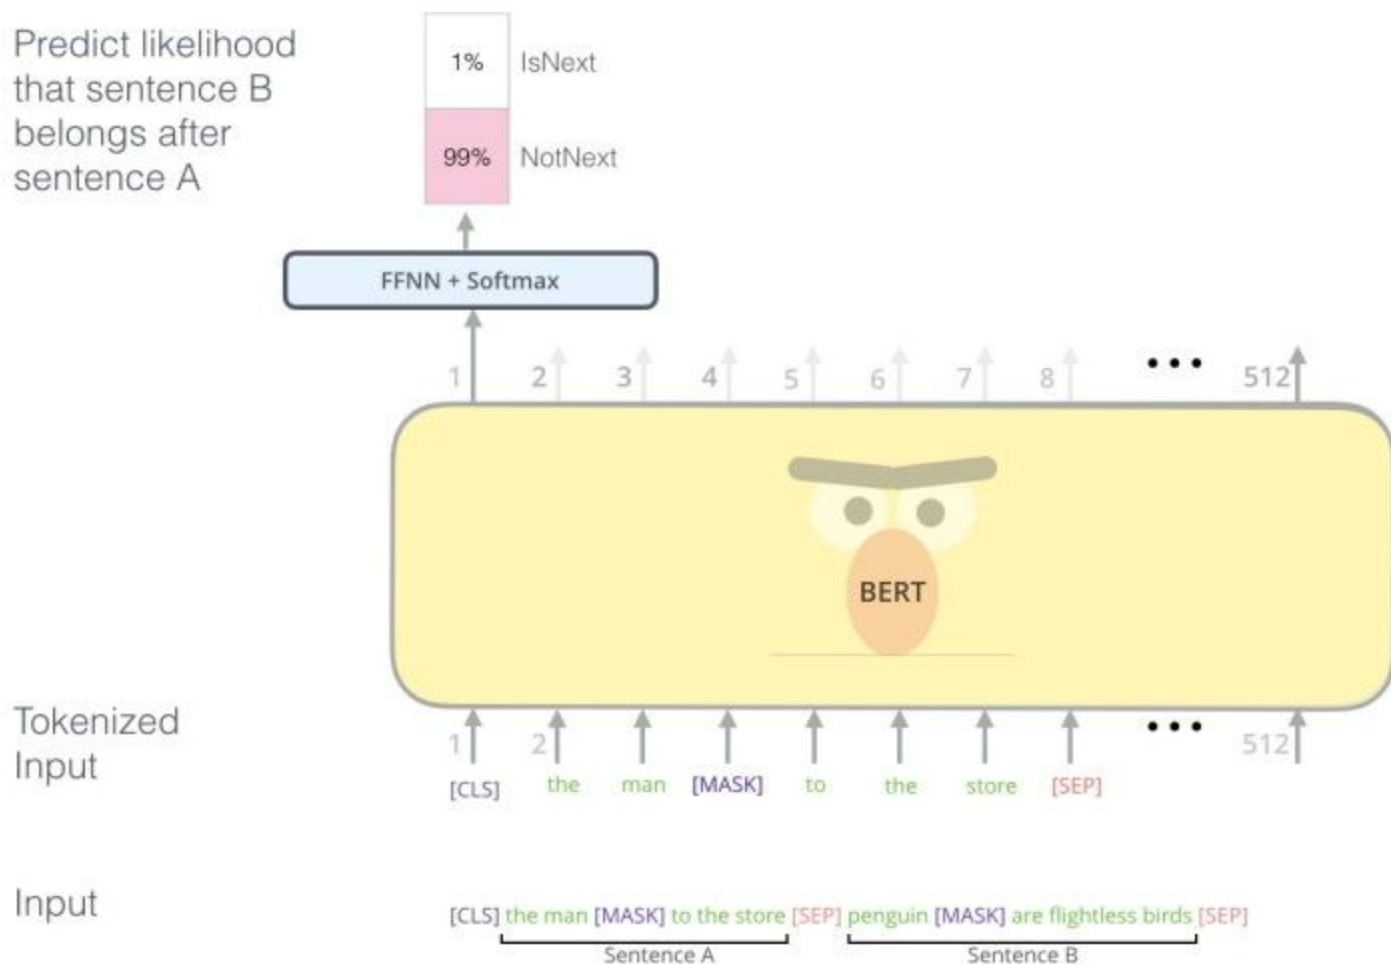 Predict likelihood
that sentence B
belongs after
sentence A
1% IsNext
99% NotNext
FFNN + Softmax
1 2 3 4 5 6 7 8 ••• 512
BERT
Tokenized
Input
1 2 ••• 512
[CLS] the man [MASK] to the store [SEP]
Input
[CLS] the man [MASK] to the store [SEP] penguin [MASK] are flightless birds [SEP]
Sentence A Sentence B